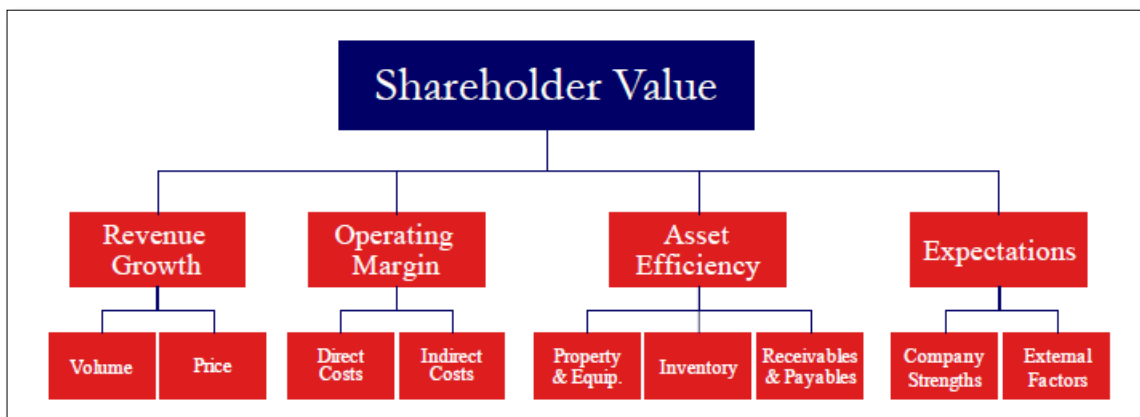 Shareholder Value
Revenue
Growth
Operating
Margin
Asset
Efficiency
Expectations
Volume
Price
Direct
Costs
Indirect
Costs
Property
& Equip.
Inventory
Receivables
& Payables
Company
Strengths
External
Factors